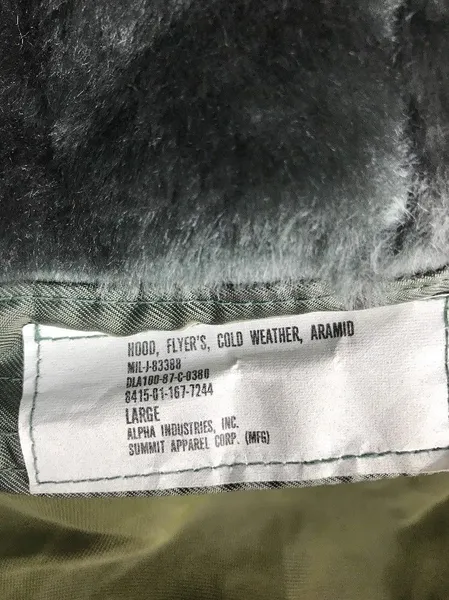 HOOD, FLYER'S, COLD WEATHER, ARAMID
MIL-J-83388
DLA100-87-C-0380
8415-01-167-7244
LARGE
ALPHA INDUSTRIES, INC.
SUMMIT APPAREL CORP. (MFG)